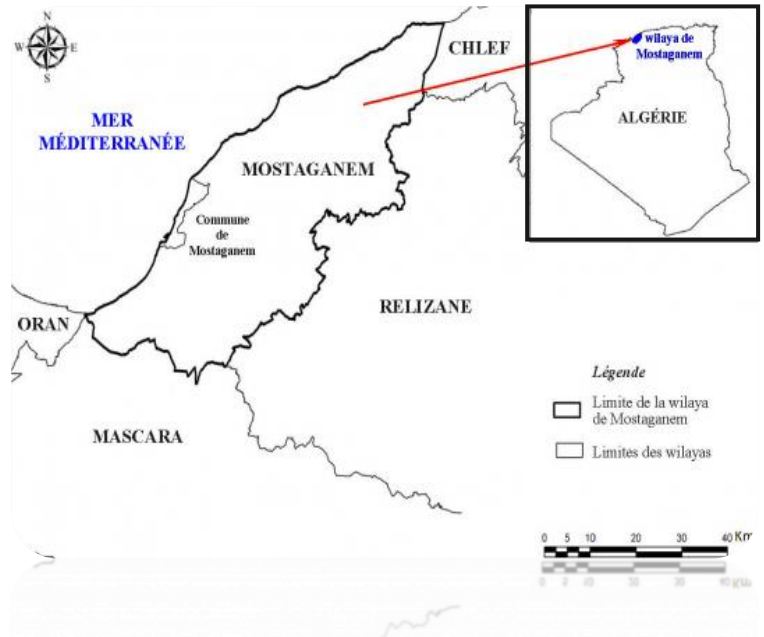 N
W
E
S
CHLEF
wilaya de
Mostaganem
ALGÉRIE
MER
MÉDITERRANÉE
MOSTAGANEM
Commune
de
Mostaganem
RELIZANE
ORAN
MASCARA
Légende
Limite de la wilaya
de Mostaganem
Limites des wilayas
0 5 10 20 30 40 Km